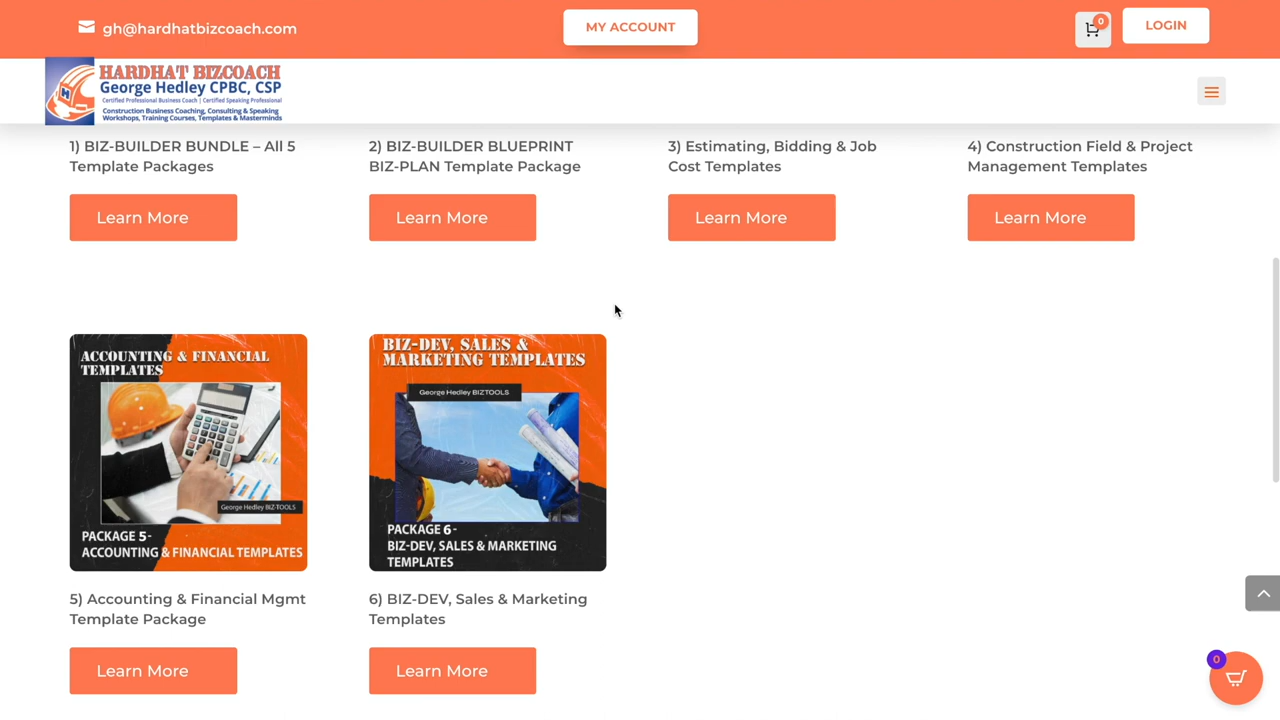 gh@hardhatbizcoach.com
MY ACCOUNT
0
LOGIN
HARDHAT BIZCOACH
George Hedley CPBC, CSP
Certified Professional Business Coach | Certified Speaking Professional
Construction Business Coaching, Consulting & Speaking
Workshops, Training Courses, Templates & Masterminds
1) BIZ-BUILDER BUNDLE – All 5
Template Packages
2) BIZ-BUILDER BLUEPRINT
BIZ-PLAN Template Package
3) Estimating, Bidding & Job
Cost Templates
4) Construction Field & Project
Management Templates
Learn More
Learn More
Learn More
Learn More
ACCOUNTING & FINANCIAL
TEMPLATES
George Hedley BIZ-TOOLS
PACKAGE 5-
ACCOUNTING & FINANCIAL TEMPLATES
BIZ-DEV, SALES &
MARKETING TEMPLATES
George Hedley BIZTOOLS
PACKAGE 6-
BIZ-DEV, SALES & MARKETING
TEMPLATES
5) Accounting & Financial Mgmt
Template Package
6) BIZ-DEV, Sales & Marketing
Templates
Learn More
Learn More
0